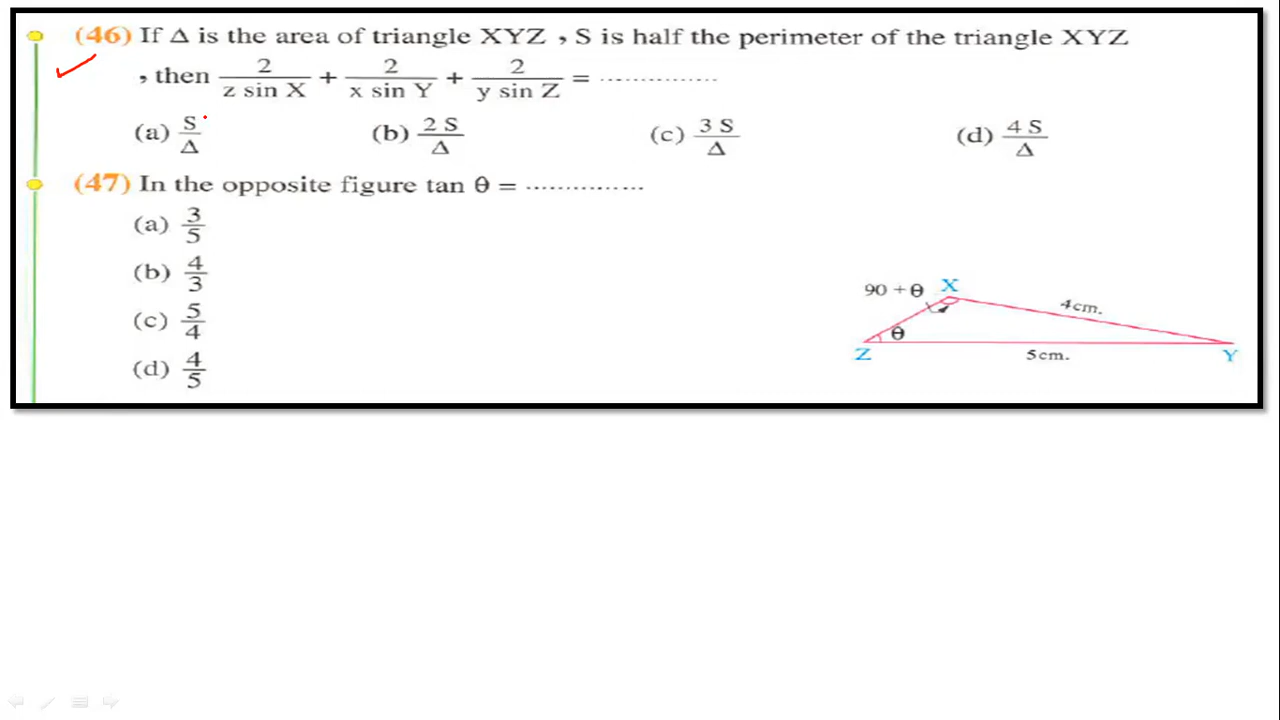 (46) If Δ is the area of triangle XYZ , S is half the perimeter of the triangle XYZ
, then 2/(z sin X) + 2/(x sin Y) + 2/(y sin Z) = ..............
(a) S/Δ (b) 2 S/Δ (c) 3 S/Δ (d) 4 S/Δ
(47) In the opposite figure tan θ = ..............
(a) 3/5
(b) 4/3
(c) 5/4
(d) 4/5
90 + θ X
4cm.
θ
Z 5cm. Y